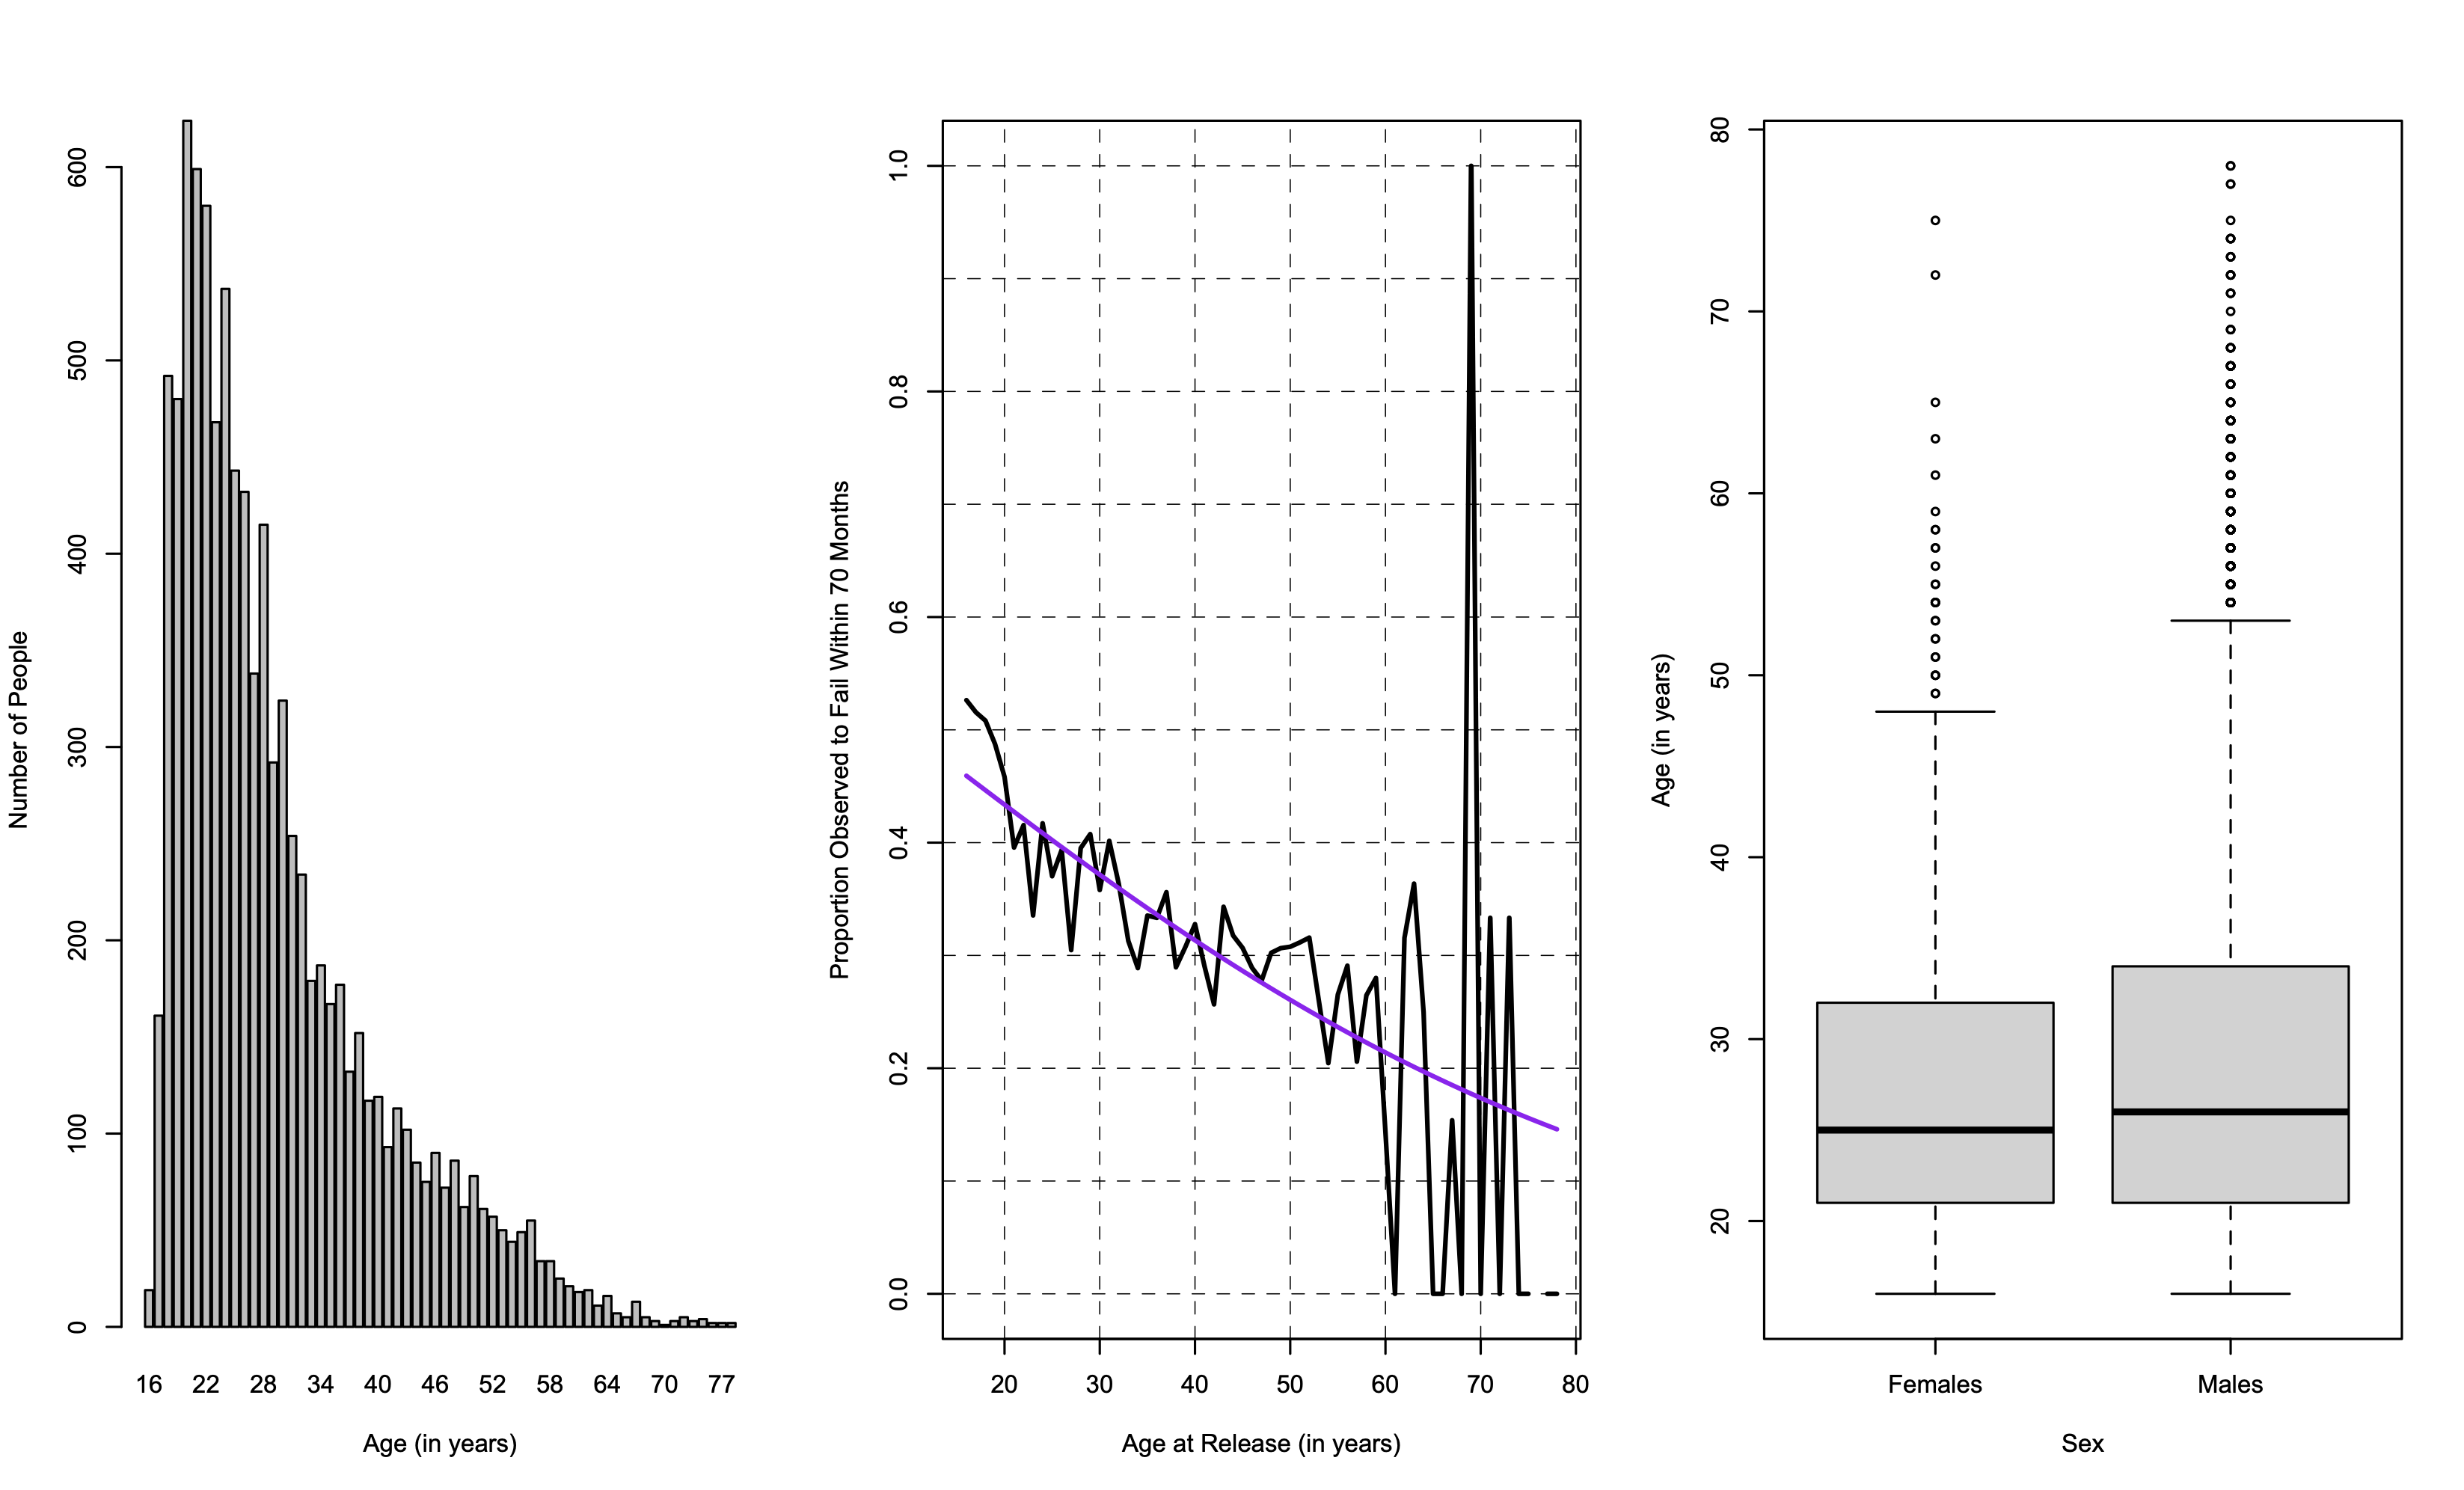 Number of People
600
500
400
300
200
100
0
16 22 28 34 40 46 52 58 64 70 77
Age (in years)
Proportion Observed to Fail Within 70 Months
1.0
0.8
0.6
0.4
0.2
0.0
20 30 40 50 60 70 80
Age at Release (in years)
Age (in years)
80
70
60
50
40
30
20
Females Males
Sex